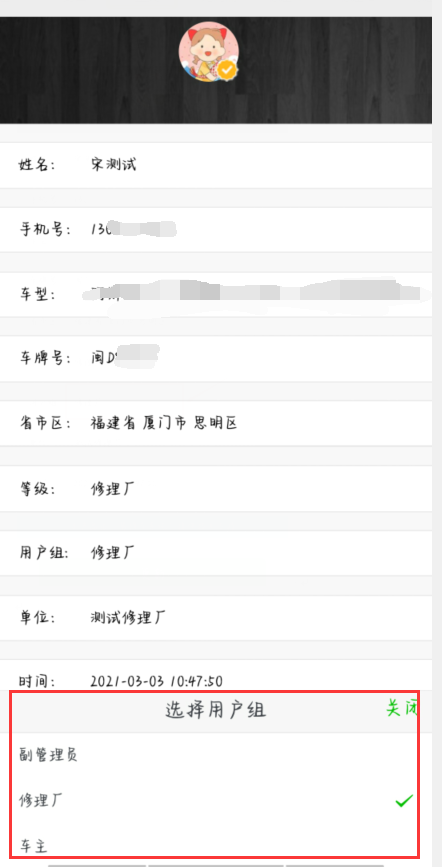 姓名: 宋测试
手机号: 130
车型:
车牌号: 闽D
省市区: 福建省 厦门市 思明区
等级: 修理厂
用户组: 修理厂
单位: 测试修理厂
时间: 2021-03-03 10:47:50
选择用户组 关闭
副管理员
修理厂
车主